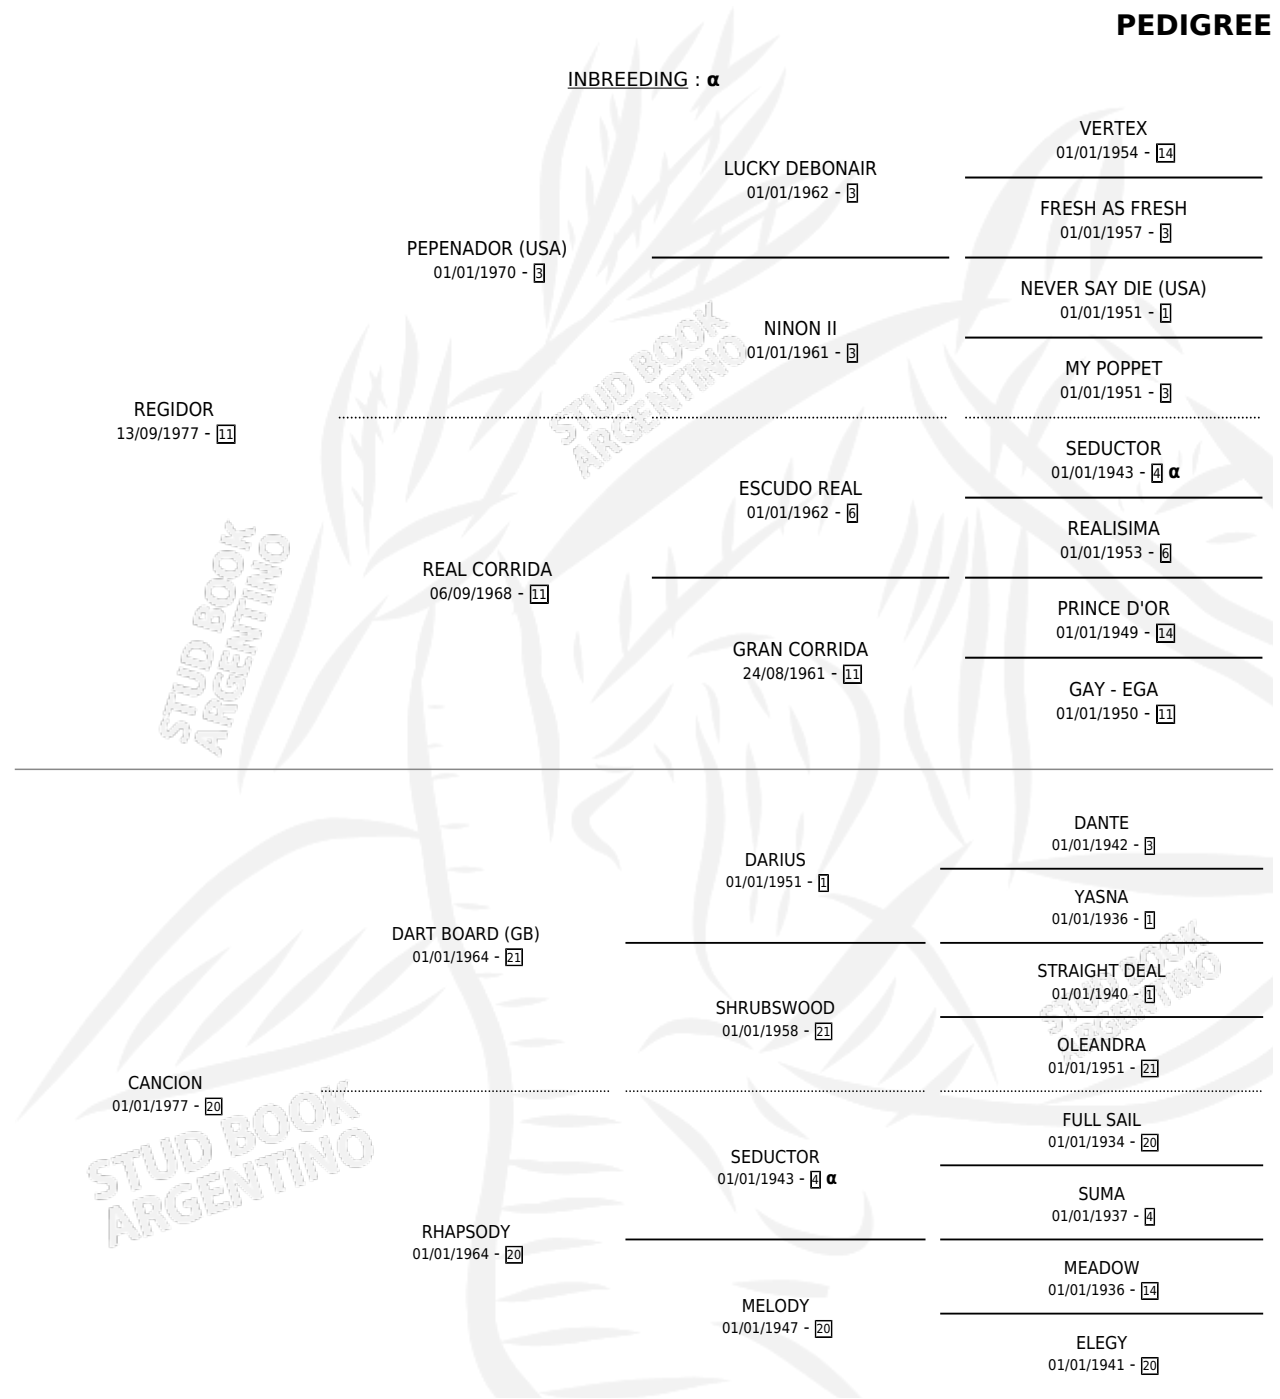 PEDIGREE
INBREEDING : α
VERTEX
01/01/1954 - 14
LUCKY DEBONAIR
01/01/1962 - 3
FRESH AS FRESH
01/01/1957 - 3
PEPENADOR (USA)
01/01/1970 - 3
NEVER SAY DIE (USA)
01/01/1951 - 1
NINON II
01/01/1961 - 3
MY POPPET
01/01/1951 - 3
REGIDOR
13/09/1977 - 11
SEDUCTOR
01/01/1943 - 4 α
ESCUDO REAL
01/01/1962 - 6
REALISIMA
01/01/1953 - 6
REAL CORRIDA
06/09/1968 - 11
PRINCE D'OR
01/01/1949 - 14
GRAN CORRIDA
24/08/1961 - 11
GAY - EGA
01/01/1950 - 11
DANTE
01/01/1942 - 3
DARIUS
01/01/1951 - 1
YASNA
01/01/1936 - 1
DART BOARD (GB)
01/01/1964 - 21
STRAIGHT DEAL
01/01/1940 - 1
SHRUBSWOOD
01/01/1958 - 21
OLEANDRA
01/01/1951 - 21
CANCION
01/01/1977 - 20
FULL SAIL
01/01/1934 - 20
SEDUCTOR
01/01/1943 - 4 α
SUMA
01/01/1937 - 4
RHAPSODY
01/01/1964 - 20
MEADOW
01/01/1936 - 14
MELODY
01/01/1947 - 20
ELEGY
01/01/1941 - 20
STUD BOOK
ARGENTINO
STUD BOOK
ARGENTINO
STUD BOOK
ARGENTINO
STUD BOOK
ARGENTINO